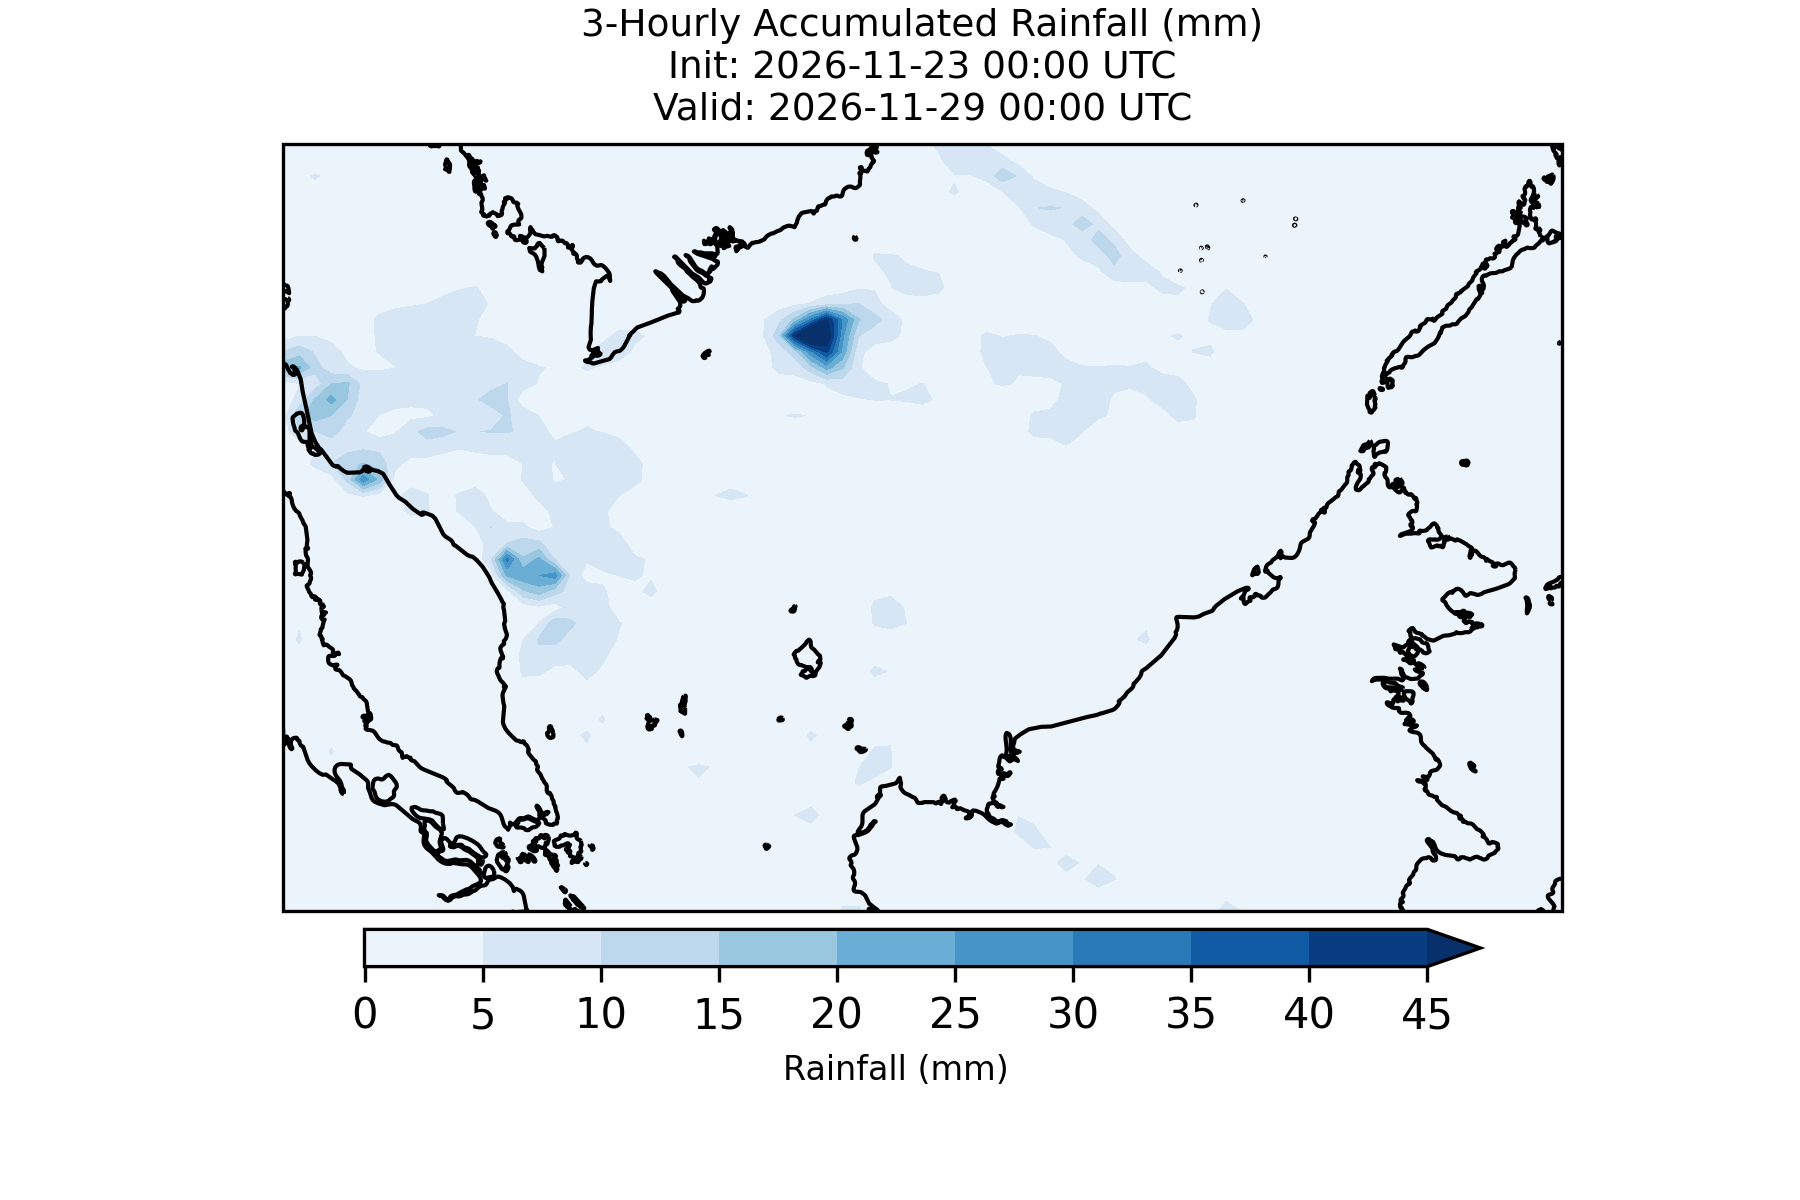 3-Hourly Accumulated Rainfall (mm)
Init: 2026-11-23 00:00 UTC
Valid: 2026-11-29 00:00 UTC
0 5 10 15 20 25 30 35 40 45
Rainfall (mm)